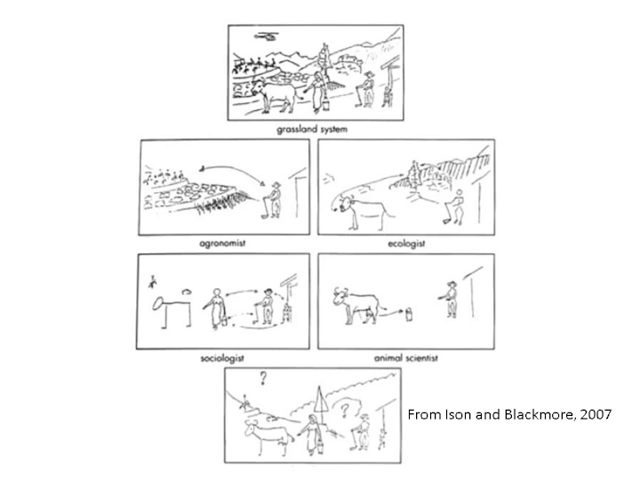 grassland system
agronomist
ecologist
sociologist
animal scientist
?
?
From Ison and Blackmore, 2007